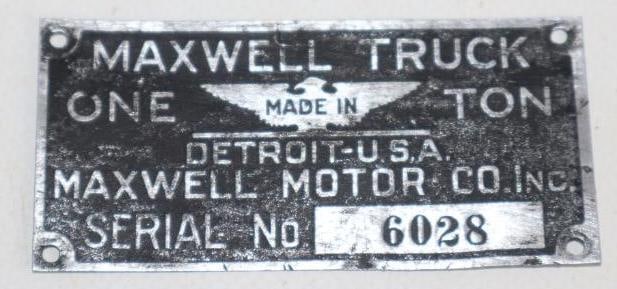 MAXWELL TRUCK
ONE MADE IN TON
DETROIT-U.S.A.
MAXWELL MOTOR CO. INC.
SERIAL No 6028